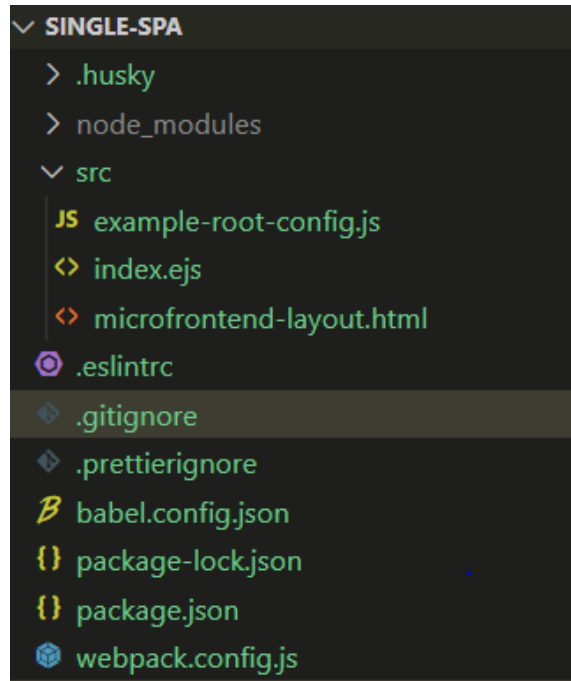 SINGLE-SPA
.husky
node_modules
src
JS example-root-config.js
<> index.ejs
<> microfrontend-layout.html
.eslintrc
.gitignore
.prettierignore
B babel.config.json
{} package-lock.json
{} package.json
webpack.config.js